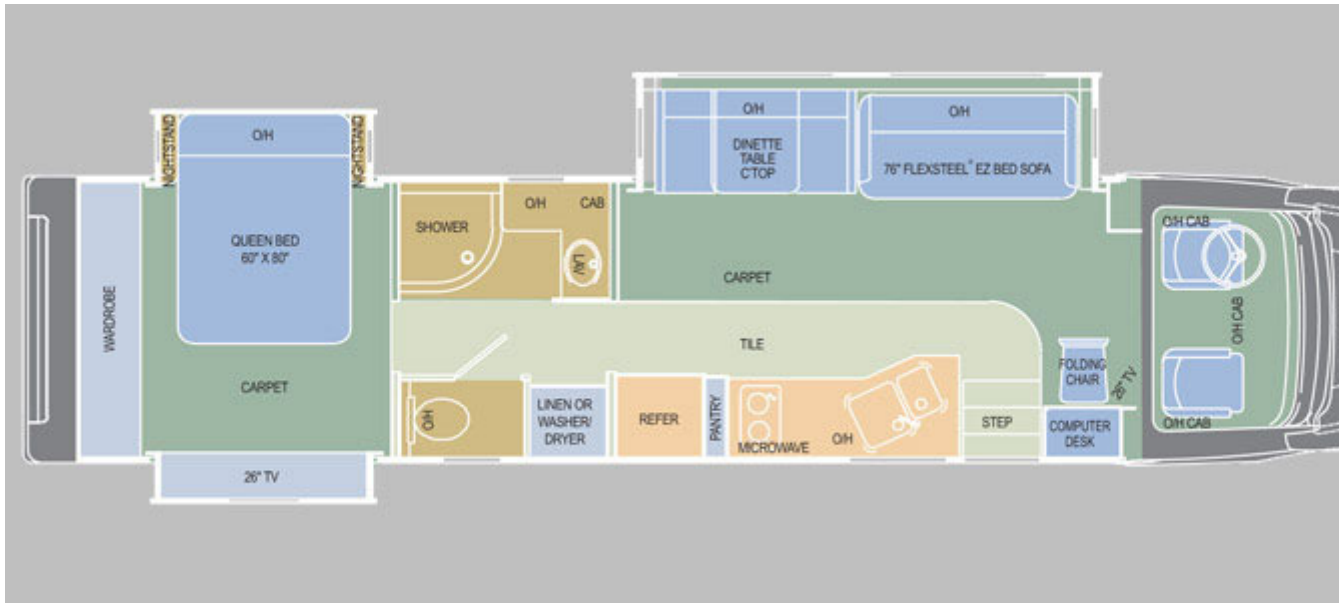 NIGHTSTAND
O/H
NIGHTSTAND
QUEEN BED
60" X 80"
WARDROBE
CARPET
26" TV
SHOWER
O/H
CAB
LAV
O/H
LINEN OR
WASHER/
DRYER
O/H
DINETTE
TABLE
C'TOP
O/H
76" FLEXSTEEL® EZ BED SOFA
CARPET
TILE
REFER
PANTRY
MICROWAVE
O/H
STEP
FOLDING
CHAIR
26" TV
COMPUTER
DESK
O/H CAB
O/H CAB
O/H CAB